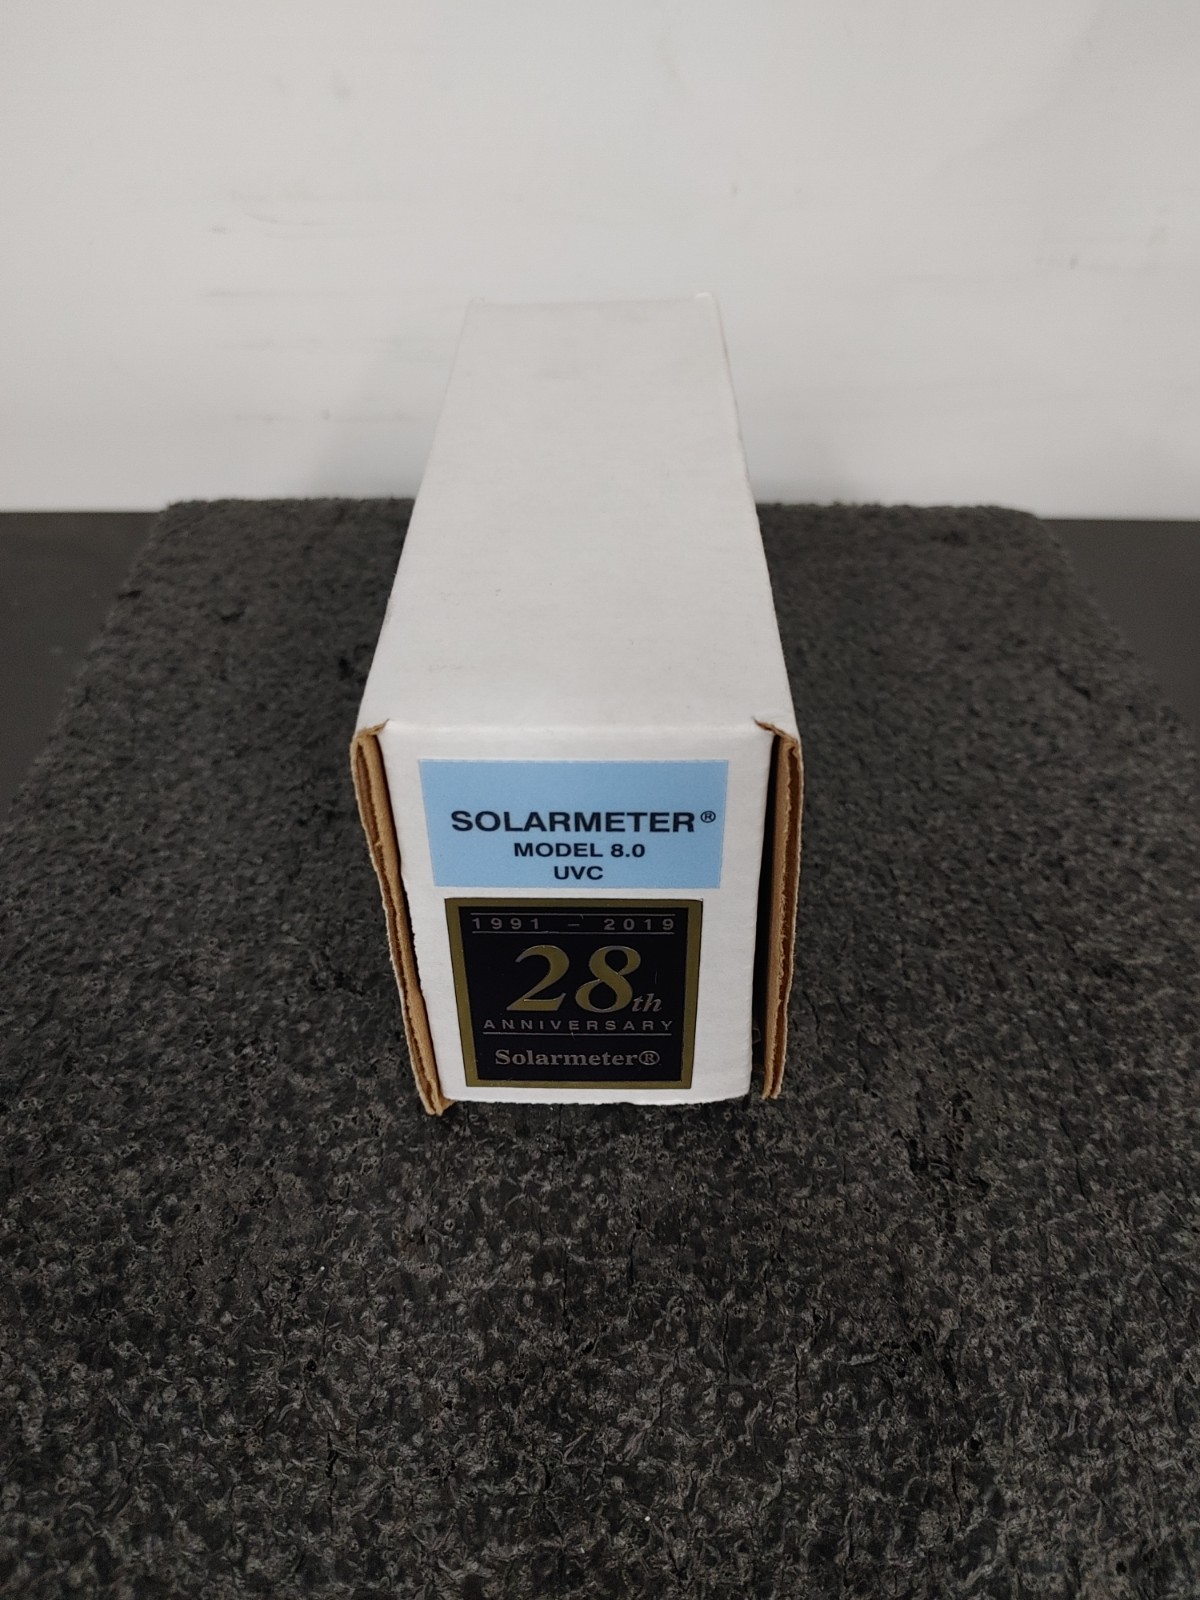 SOLARMETER®
MODEL 8.0
UVC
1991 – 2019
28th
ANNIVERSARY
Solarmeter®